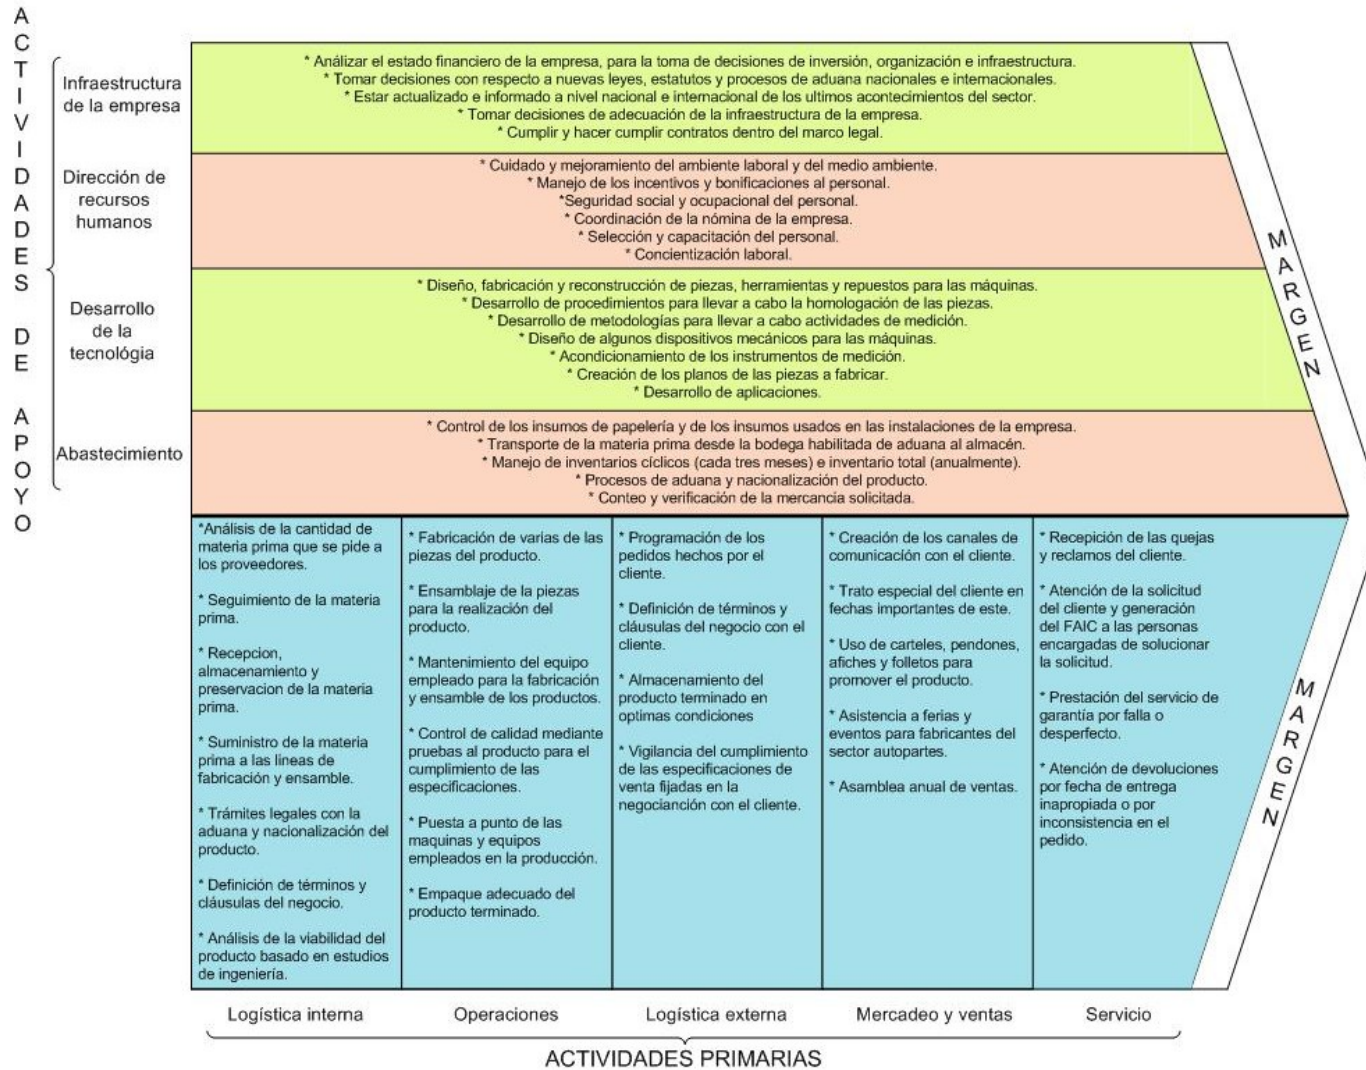 ACTIVIDADES DE APOYO
Infraestructura
de la empresa
* Análizar el estado financiero de la empresa, para la toma de decisiones de inversión, organización e infraestructura.
* Tomar decisiones con respecto a nuevas leyes, estatutos y procesos de aduana nacionales e internacionales.
* Estar actualizado e informado a nivel nacional e internacional de los ultimos acontecimientos del sector.
* Tomar decisiones de adecuación de la infraestructura de la empresa.
* Cumplir y hacer cumplir contratos dentro del marco legal.
Dirección de
recursos
humanos
* Cuidado y mejoramiento del ambiente laboral y del medio ambiente.
* Manejo de los incentivos y bonificaciones al personal.
*Seguridad social y ocupacional del personal.
* Coordinación de la nómina de la empresa.
* Selección y capacitación del personal.
* Concientización laboral.
Desarrollo
de la
tecnológia
* Diseño, fabricación y reconstrucción de piezas, herramientas y repuestos para las máquinas.
* Desarrollo de procedimientos para llevar a cabo la homologación de las piezas.
* Desarrollo de metodologías para llevar a cabo actividades de medición.
* Diseño de algunos dispositivos mecánicos para las máquinas.
* Acondicionamiento de los instrumentos de medición.
* Creación de los planos de las piezas a fabricar.
* Desarrollo de aplicaciones.
Abastecimiento
* Control de los insumos de papelería y de los insumos usados en las instalaciones de la empresa.
* Transporte de la materia prima desde la bodega habilitada de aduana al almacén.
* Manejo de inventarios cíclicos (cada tres meses) e inventario total (anualmente).
* Procesos de aduana y nacionalización del producto.
* Conteo y verificación de la mercancia solicitada.
MARGEN
*Análisis de la cantidad de
materia prima que se pide a
los proveedores.
* Seguimiento de la materia
prima.
* Recepcion,
almacenamiento y
preservacion de la materia
prima.
* Suministro de la materia
prima a las lineas de
fabricación y ensamble.
* Trámites legales con la
aduana y nacionalización del
producto.
* Definición de términos y
cláusulas del negocio.
* Análisis de la viabilidad del
producto basado en estudios
de ingeniería.
Logística interna
* Fabricación de varias de las
piezas del producto.
* Ensamblaje de la piezas
para la realización del
producto.
* Mantenimiento del equipo
empleado para la fabricación
y ensamble de los productos.
* Control de calidad mediante
pruebas al producto para el
cumplimiento de las
especificaciones.
* Puesta a punto de las
maquinas y equipos
empleados en la producción.
* Empaque adecuado del
producto terminado.
Operaciones
* Programación de los
pedidos hechos por el
cliente.
* Definición de términos y
cláusulas del negocio con el
cliente.
* Almacenamiento del
producto terminado en
optimas condiciones
* Vigilancia del cumplimiento
de las especificaciones de
venta fijadas en la
negocianción con el cliente.
Logística externa
* Creación de los canales de
comunicación con el cliente.
* Trato especial del cliente en
fechas importantes de este.
* Uso de carteles, pendones,
afiches y folletos para
promover el producto.
* Asistencia a ferias y
eventos para fabricantes del
sector autopartes.
* Asamblea anual de ventas.
Mercadeo y ventas
* Recepición de las quejas
y reclamos del cliente.
* Atención de la solicitud
del cliente y generación
del FAIC a las personas
encargadas de solucionar
la solicitud.
* Prestación del servicio de
garantía por falla o
desperfecto.
* Atención de devoluciones
por fecha de entrega
inapropiada o por
inconsistencia en el
pedido.
Servicio
MARGEN
ACTIVIDADES PRIMARIAS